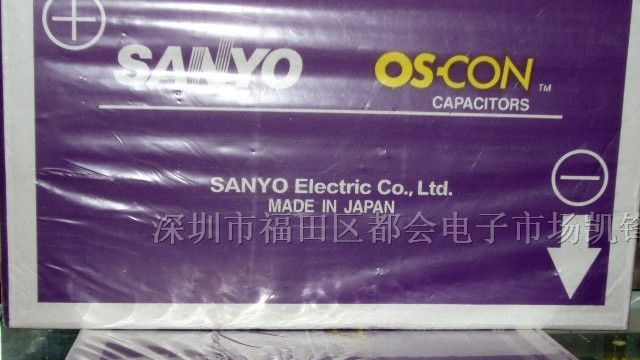 SANYO OS-CON TM
CAPACITORS
SANYO Electric Co., Ltd.
MADE IN JAPAN
深圳市福田区都会电子市场凯